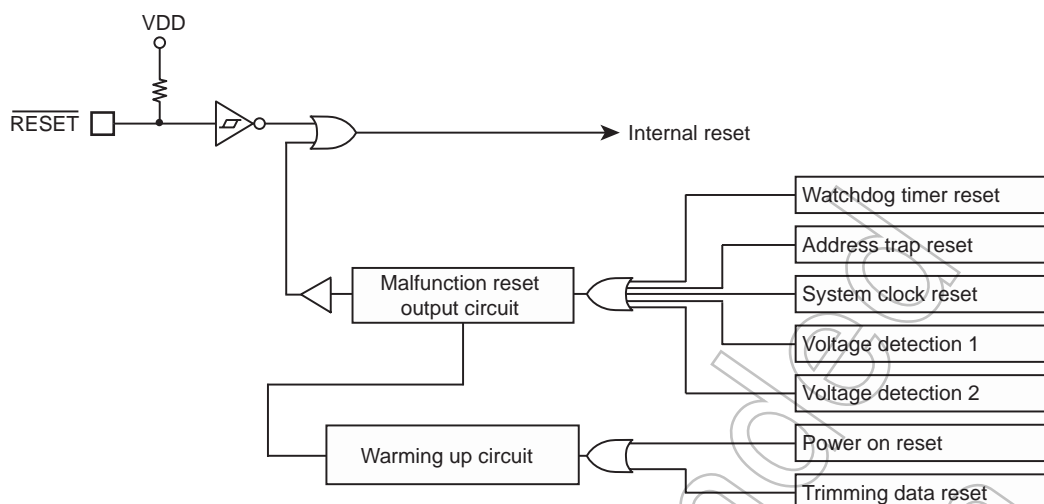 VDD
RESET
Internal reset
Watchdog timer reset
Address trap reset
Malfunction reset
output circuit
System clock reset
Voltage detection 1
Voltage detection 2
Warming up circuit
Power on reset
Trimming data reset